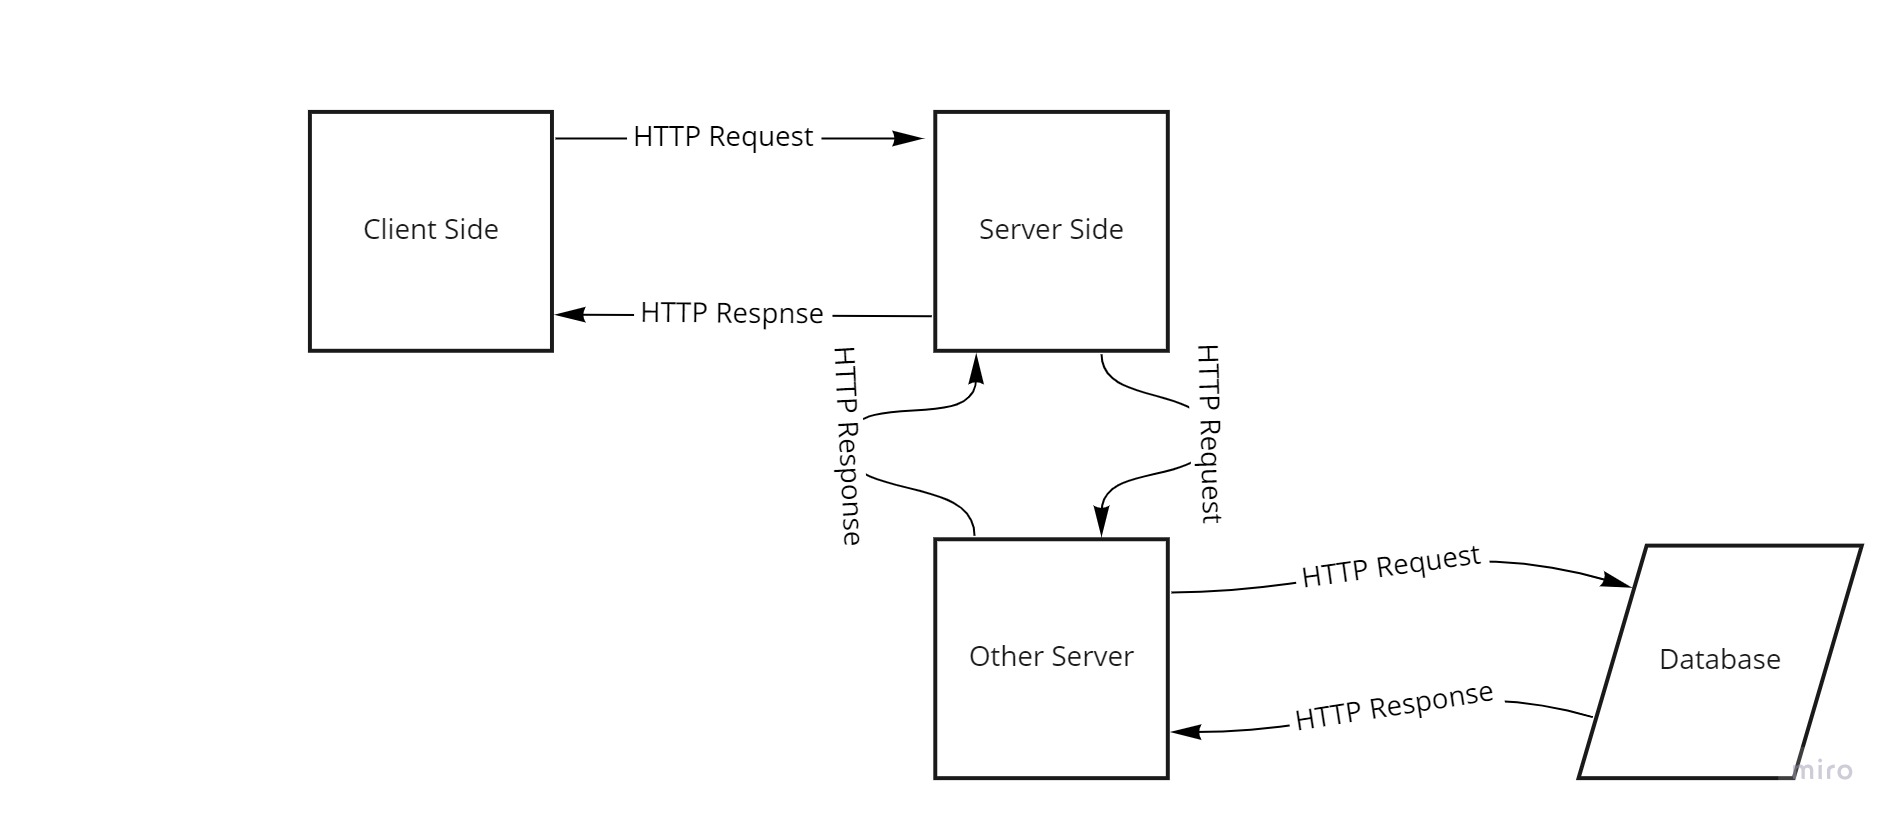 HTTP Request
Client Side
Server Side
HTTP Respnse
HTTP Response
HTTP Request
HTTP Request
Other Server
Database
HTTP Response
miro